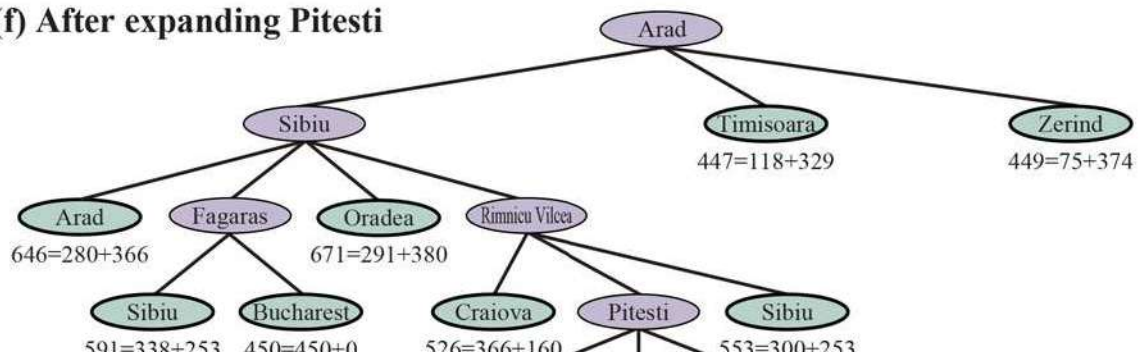 (f) After expanding Pitesti
Arad
Sibiu
Timisoara
Zerind
447=118+329
449=75+374
Arad
Fagaras
Oradea
Rimnicu Vilcea
646=280+366
671=291+380
Sibiu
Bucharest
Craiova
Pitesti
Sibiu
591=338+253
450=450+0
526=366+160
553=300+253